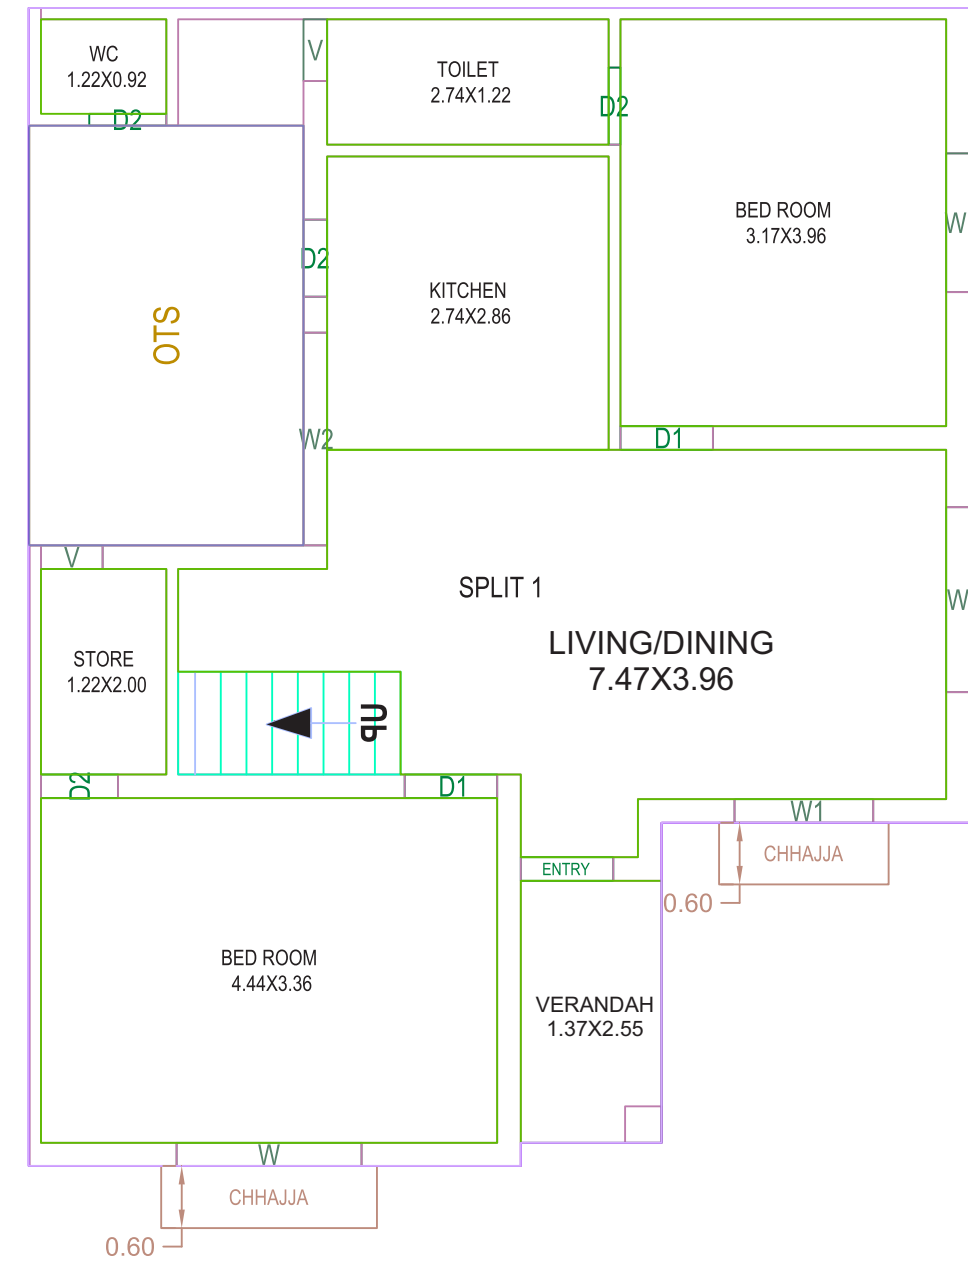 WC
1.22X0.92
D2
V
TOILET
2.74X1.22
D2
BED ROOM
3.17X3.96
W
D2
KITCHEN
2.74X2.86
OTS
W2
D1
V
SPLIT 1
LIVING/DINING
7.47X3.96
W
STORE
1.22X2.00
Up
D2
D1
W1
CHHAJJA
0.60
ENTRY
BED ROOM
4.44X3.36
VERANDAH
1.37X2.55
W
CHHAJJA
0.60